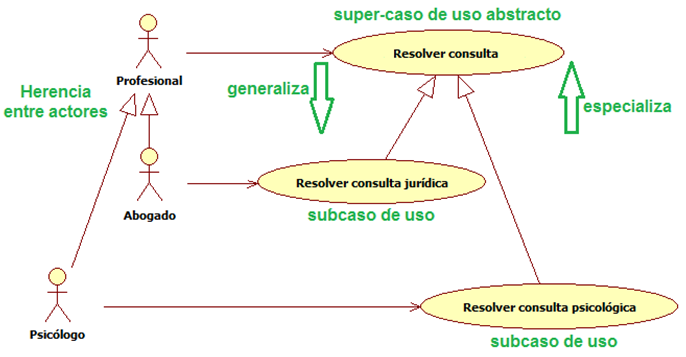 super-caso de uso abstracto
Resolver consulta
Profesional
generaliza
Herencia
entre actores
especializa
Resolver consulta jurídica
Abogado
subcaso de uso
Resolver consulta psicológica
Psicólogo
subcaso de uso